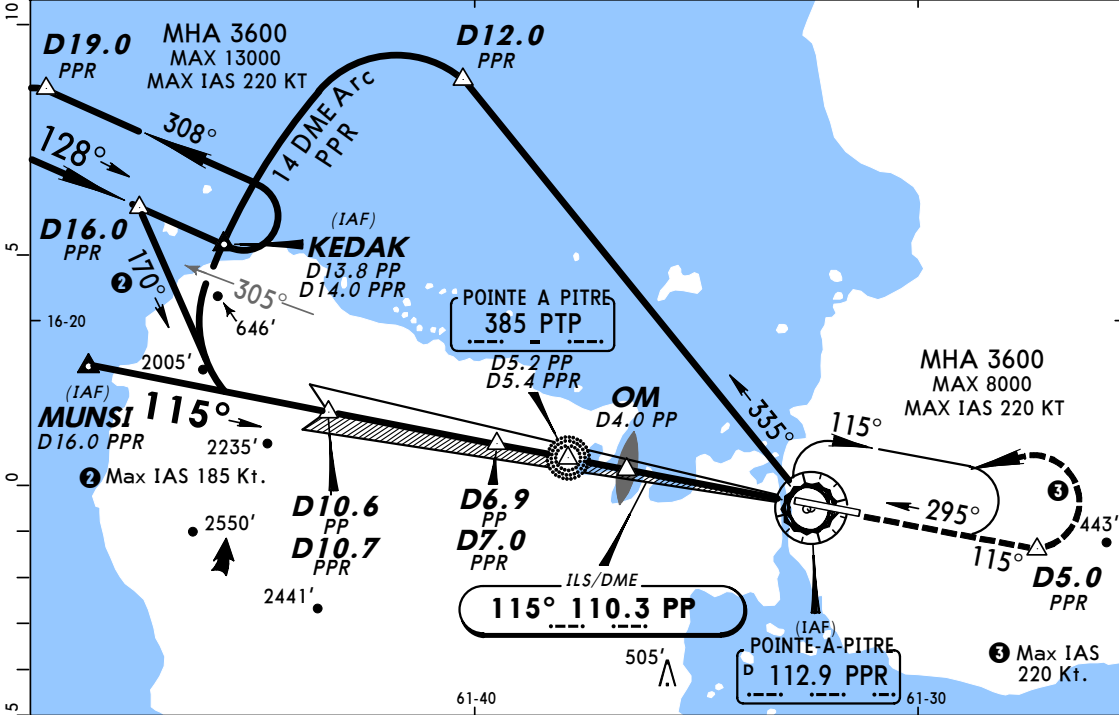 10
D19.0
PPR
MHA 3600
MAX 13000
MAX IAS 220 KT
D12.0
PPR
14 DME Arc
PPR
308°
128°
D16.0
PPR
(IAF)
KEDAK
D13.8 PP
D14.0 PPR
5
170°
2
305°
646'
16-20
POINTE A PITRE
385 PTP
D5.2 PP
D5.4 PPR
2005'
OM
D4.0 PP
MHA 3600
MAX 8000
MAX IAS 220 KT
335°
115°
(IAF)
MUNSI
D16.0 PPR
115°
2235'
2 Max IAS 185 Kt.
0
D10.6
PP
D10.7
PPR
D6.9
PP
D7.0
PPR
295°
3
443'
115°
D5.0
PPR
2550'
ILS/DME
115° 110.3 PP
2441'
(IAF)
POINTE-A-PITRE
D 112.9 PPR
505'
3 Max IAS
220 Kt.
5
61-40
61-30